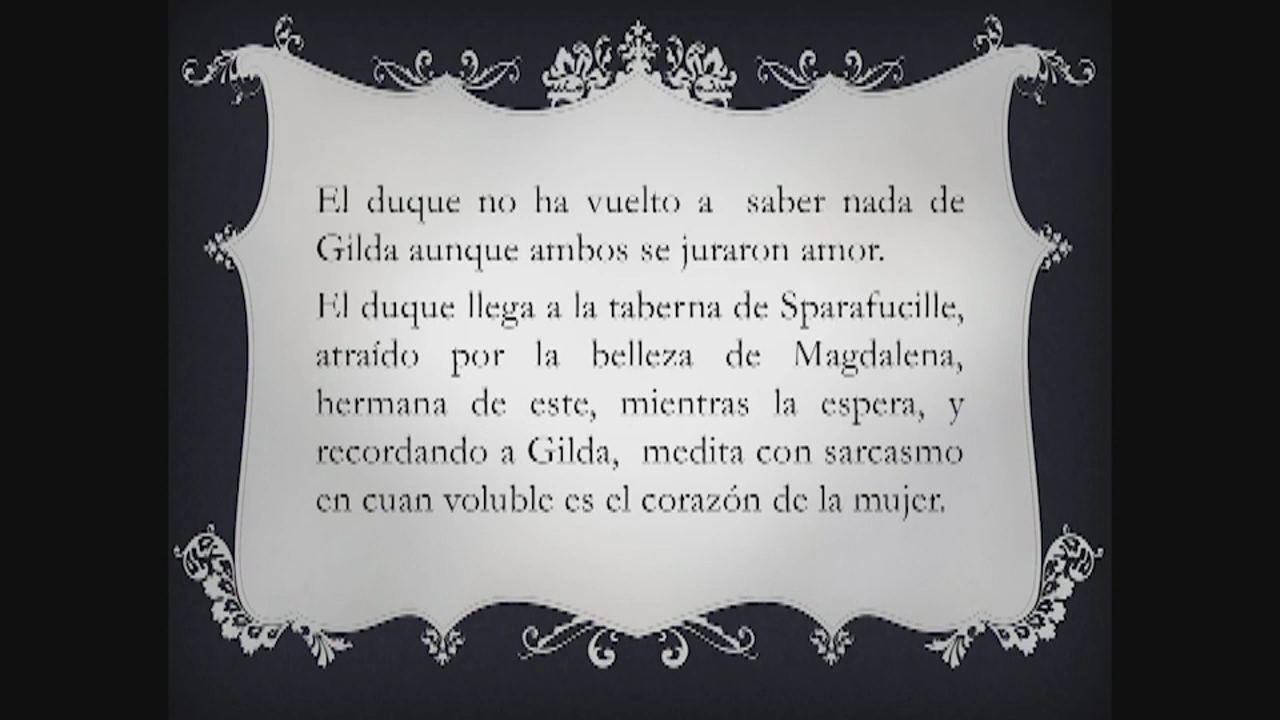 El duque no ha vuelto a saber nada de
Gilda aunque ambos se juraron amor.
El duque llega a la taberna de Sparafucille,
atraído por la belleza de Magdalena,
hermana de este, mientras la espera, y
recordando a Gilda, medita con sarcasmo
en cuan voluble es el corazón de la mujer.